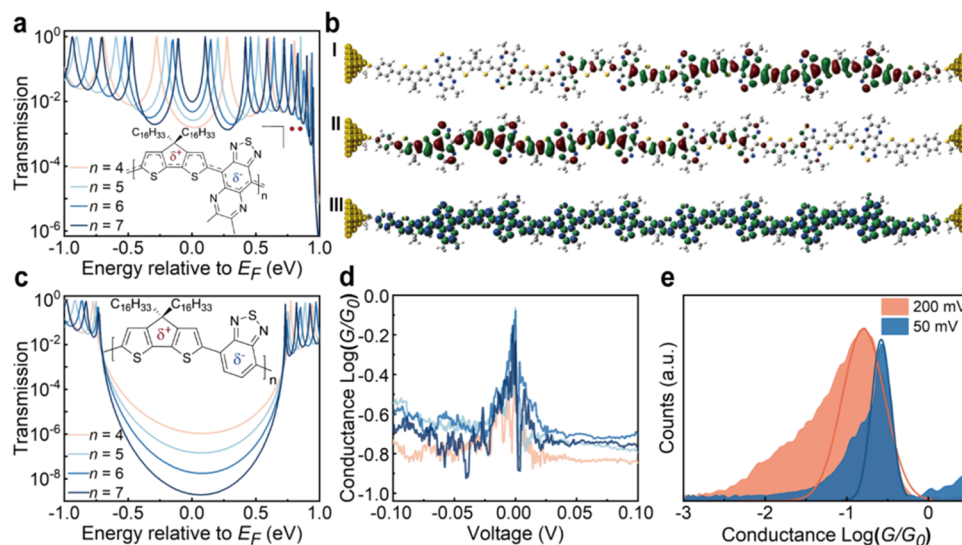 a
Transmission
10^0
10^-2
10^-4
10^-6
C16H33 C16H33
δ+
δ-
S
S
N
S
N
N
N
n
••
n = 4
n = 5
n = 6
n = 7
-1.0 -0.5 0.0 0.5 1.0
Energy relative to E_F (eV)
b
I
II
III
c
Transmission
10^0
10^-2
10^-4
10^-6
10^-8
C16H33 C16H33
δ+
δ-
S
S
N
S
N
n
n = 4
n = 5
n = 6
n = 7
-1.0 -0.5 0.0 0.5 1.0
Energy relative to E_F (eV)
d
Conductance Log(G/G0)
0.0
-0.2
-0.4
-0.6
-0.8
-1.0
-0.10 -0.05 0.00 0.05 0.10
Voltage (V)
e
Counts (a.u.)
200 mV
50 mV
-3 -2 -1 0
Conductance Log(G/G0)